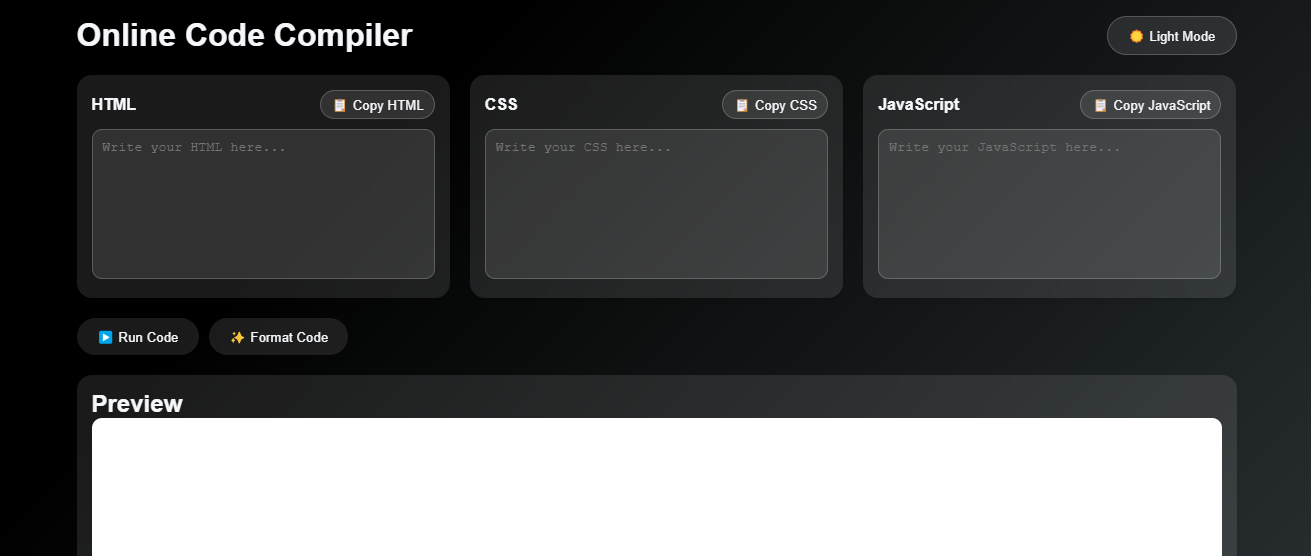 Online Code Compiler
☀️ Light Mode
HTML
📋 Copy HTML
Write your HTML here...
CSS
📋 Copy CSS
Write your CSS here...
JavaScript
📋 Copy JavaScript
Write your JavaScript here...
▶️ Run Code
✨ Format Code
Preview